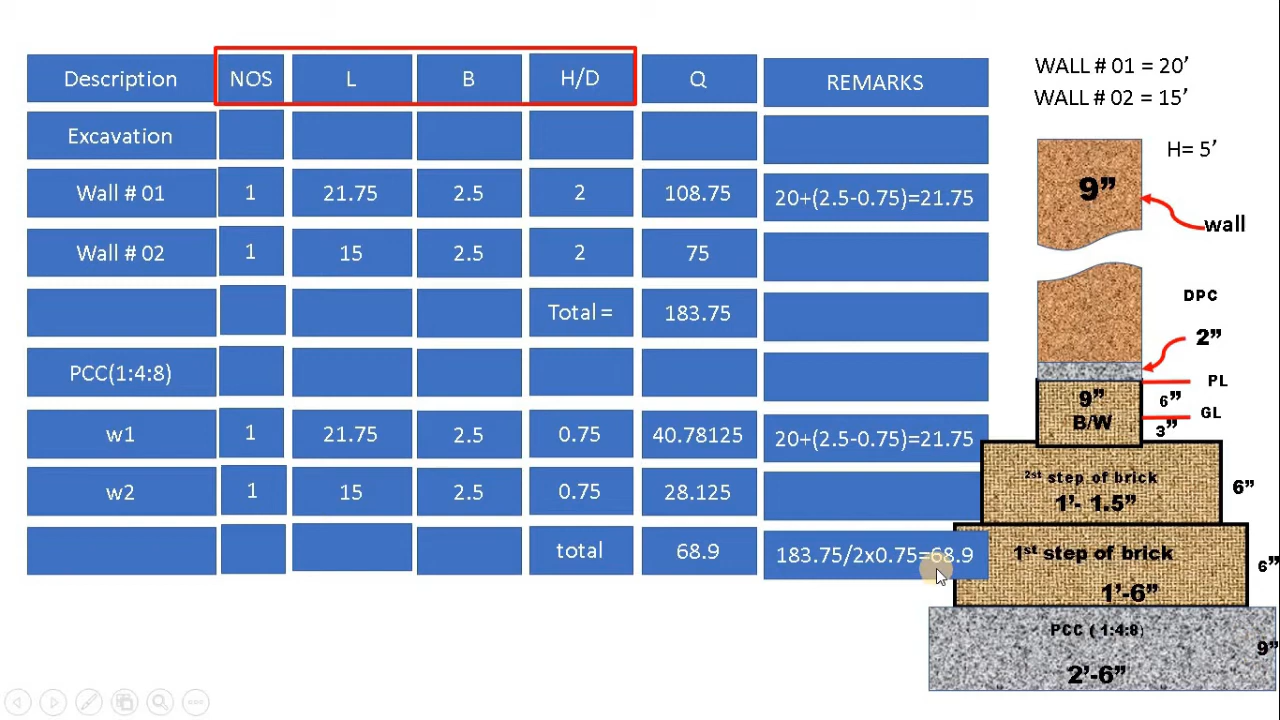 Description NOS L B H/D Q REMARKS
Excavation
Wall # 01 1 21.75 2.5 2 108.75 20+(2.5-0.75)=21.75
Wall # 02 1 15 2.5 2 75
Total = 183.75
PCC(1:4:8)
w1 1 21.75 2.5 0.75 40.78125 20+(2.5-0.75)=21.75
w2 1 15 2.5 0.75 28.125
total 68.9 183.75/2x0.75=68.9
WALL # 01 = 20’
WALL # 02 = 15’
H= 5’
9”
wall
DPC
2”
PL
9”
B/W
6”
GL
3”
2st step of brick
1’- 1.5”
6”
1st step of brick
1’-6”
6”
PCC ( 1:4:8)
2’-6”
9”